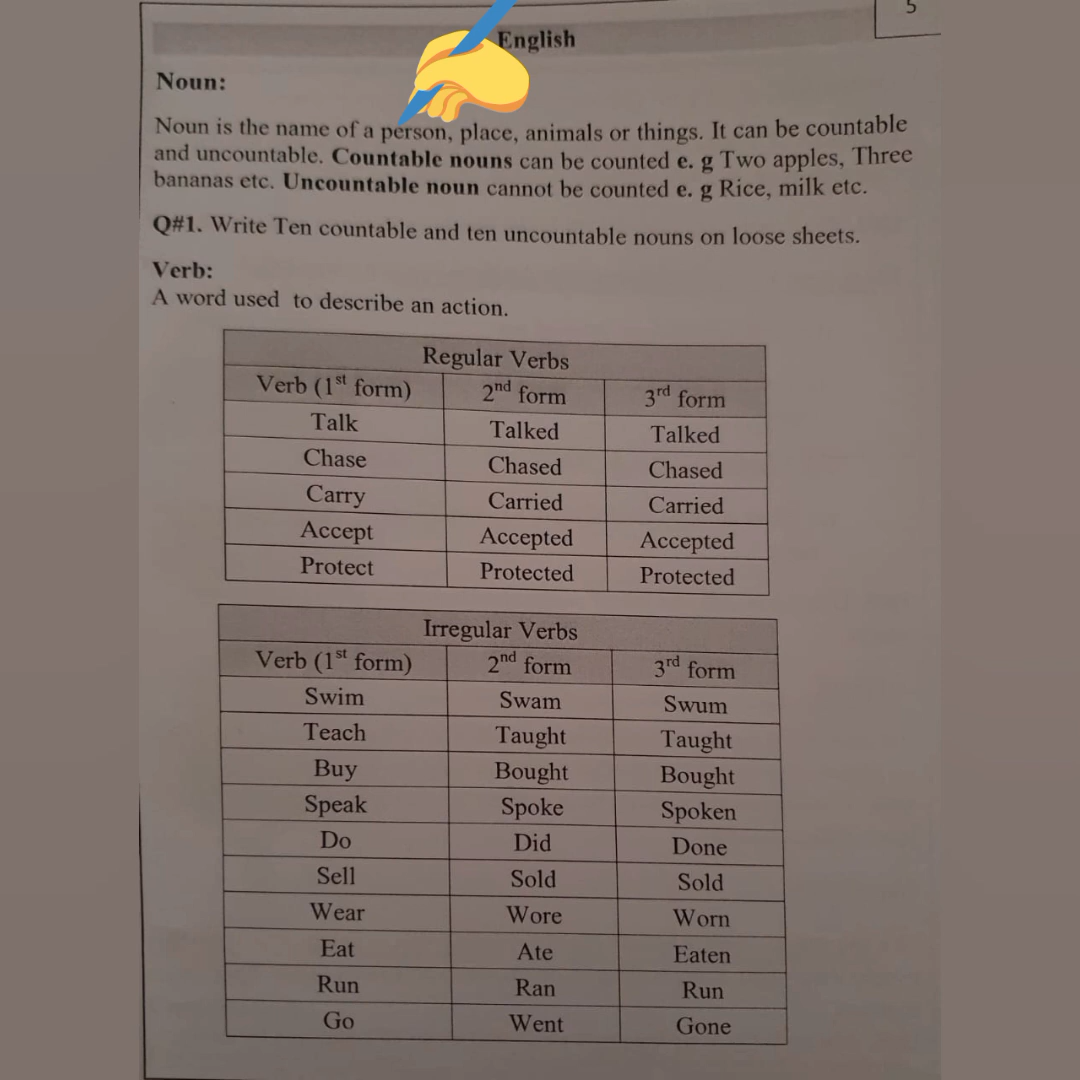 5
English
Noun:
Noun is the name of a person, place, animals or things. It can be countable
and uncountable. Countable nouns can be counted e. g Two apples, Three
bananas etc. Uncountable noun cannot be counted e. g Rice, milk etc.
Q#1. Write Ten countable and ten uncountable nouns on loose sheets.
Verb:
A word used to describe an action.
Regular Verbs
Verb (1st form) 2nd form 3rd form
Talk Talked Talked
Chase Chased Chased
Carry Carried Carried
Accept Accepted Accepted
Protect Protected Protected
Irregular Verbs
Verb (1st form) 2nd form 3rd form
Swim Swam Swum
Teach Taught Taught
Buy Bought Bought
Speak Spoke Spoken
Do Did Done
Sell Sold Sold
Wear Wore Worn
Eat Ate Eaten
Run Ran Run
Go Went Gone